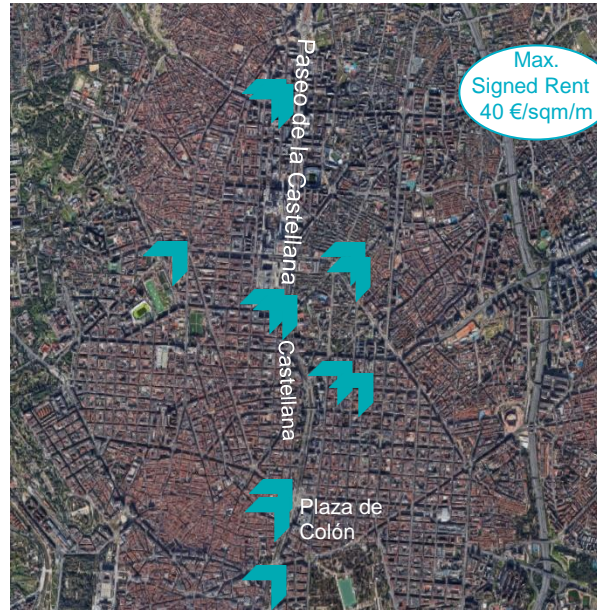 Max.
Signed Rent
40 €/sqm/m
Paseo de la Castellana
Castellana
Plaza de
Colón